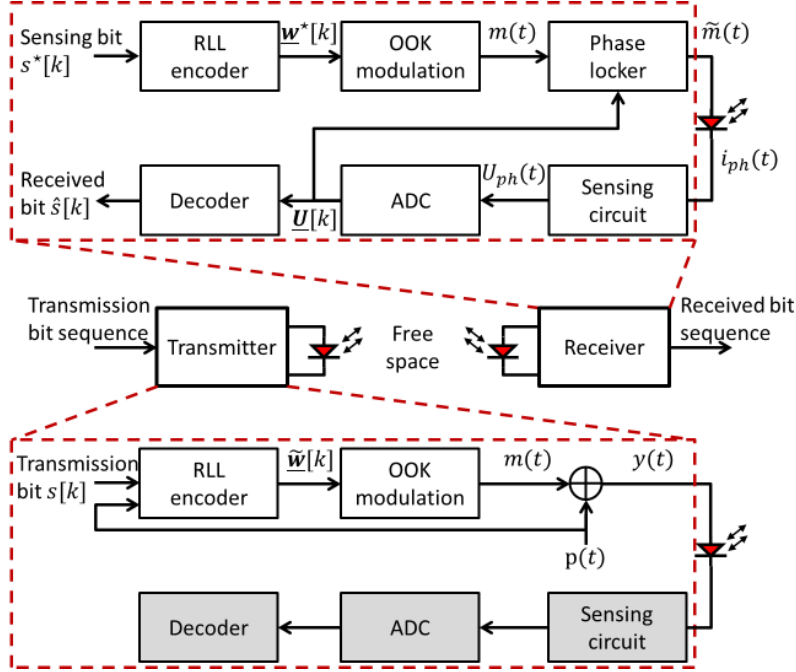 Sensing bit
s*[k]
RLL
encoder
w*[k]
OOK
modulation
m(t)
Phase
locker
m̃(t)
i_ph(t)
Received
bit ŝ[k]
Decoder
U[k]
ADC
U_ph(t)
Sensing
circuit
Transmission
bit sequence
Transmitter
Free
space
Receiver
Received bit
sequence
Transmission
bit s[k]
RLL
encoder
w̃[k]
OOK
modulation
m(t)
y(t)
p(t)
Decoder
ADC
Sensing
circuit